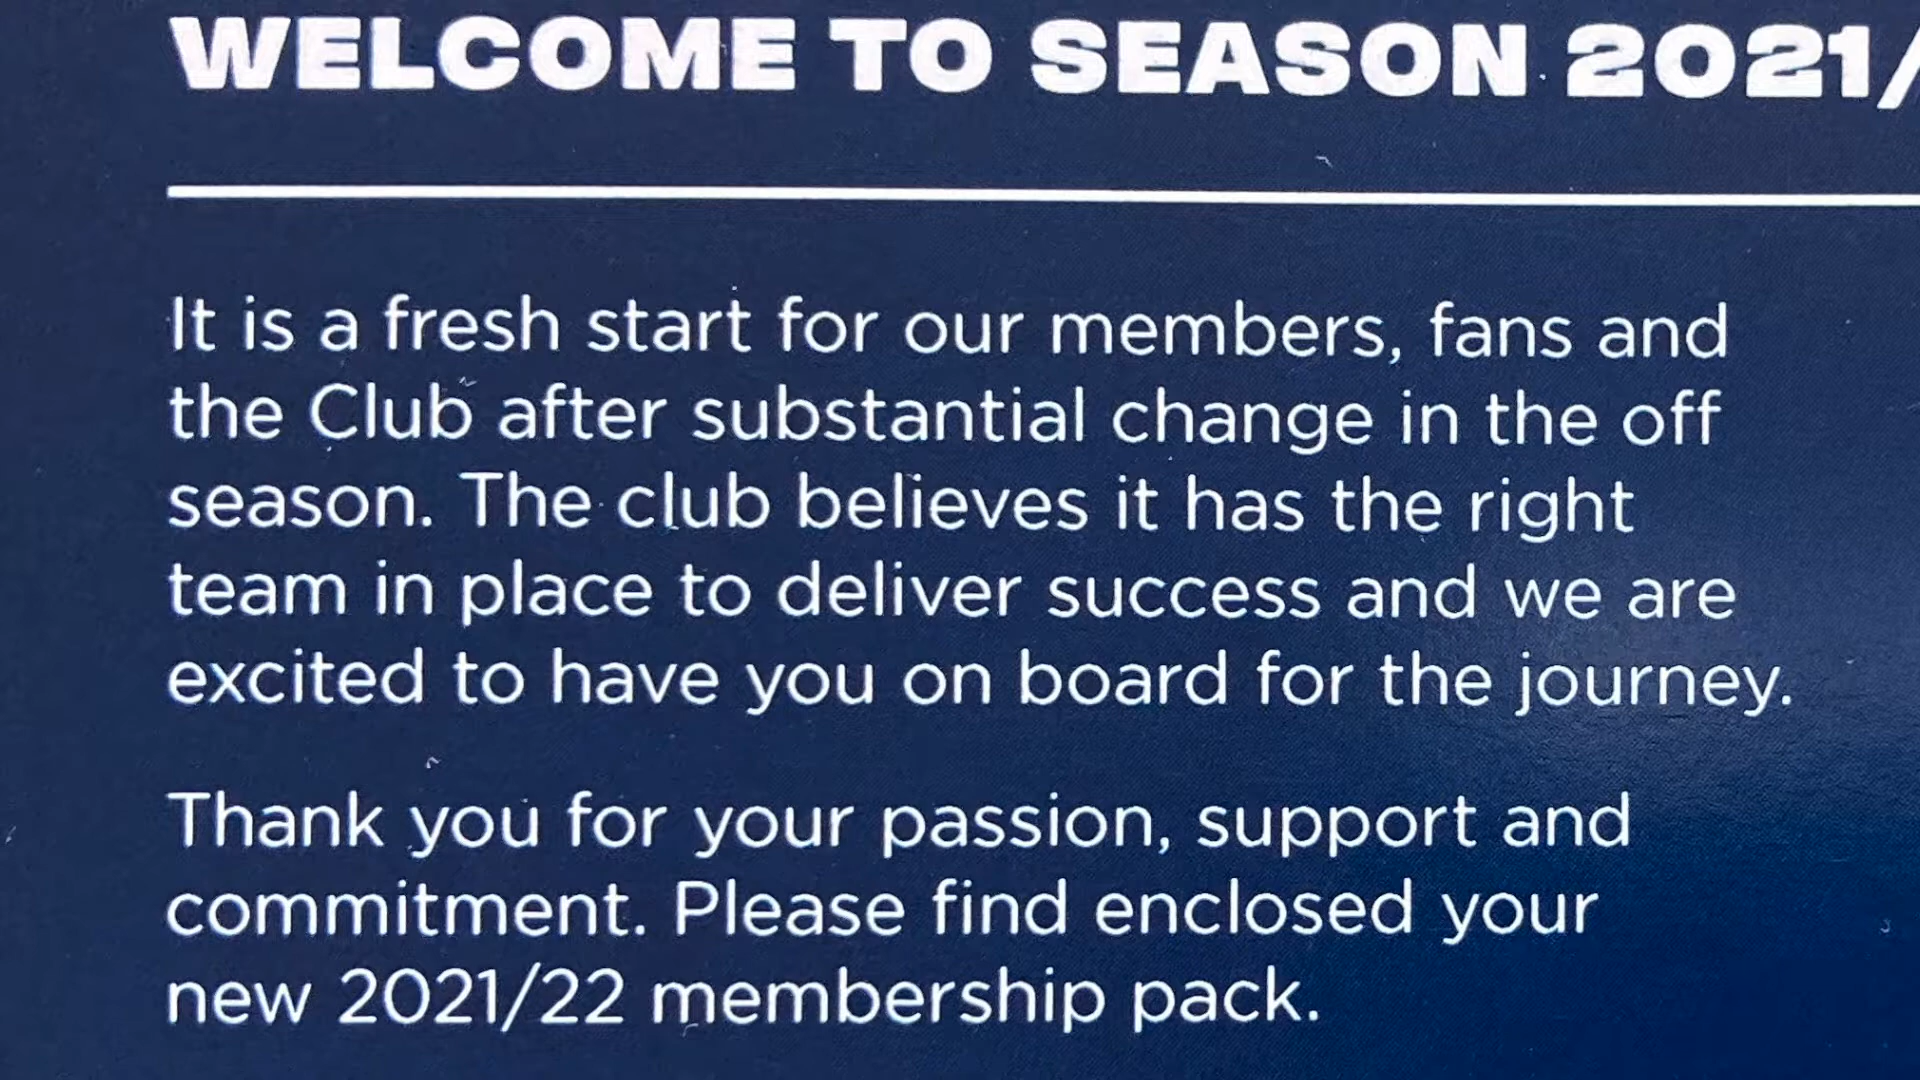 WELCOME TO SEASON 2021/
It is a fresh start for our members, fans and
the Club after substantial change in the off
season. The club believes it has the right
team in place to deliver success and we are
excited to have you on board for the journey.
Thank you for your passion, support and
commitment. Please find enclosed your
new 2021/22 membership pack.